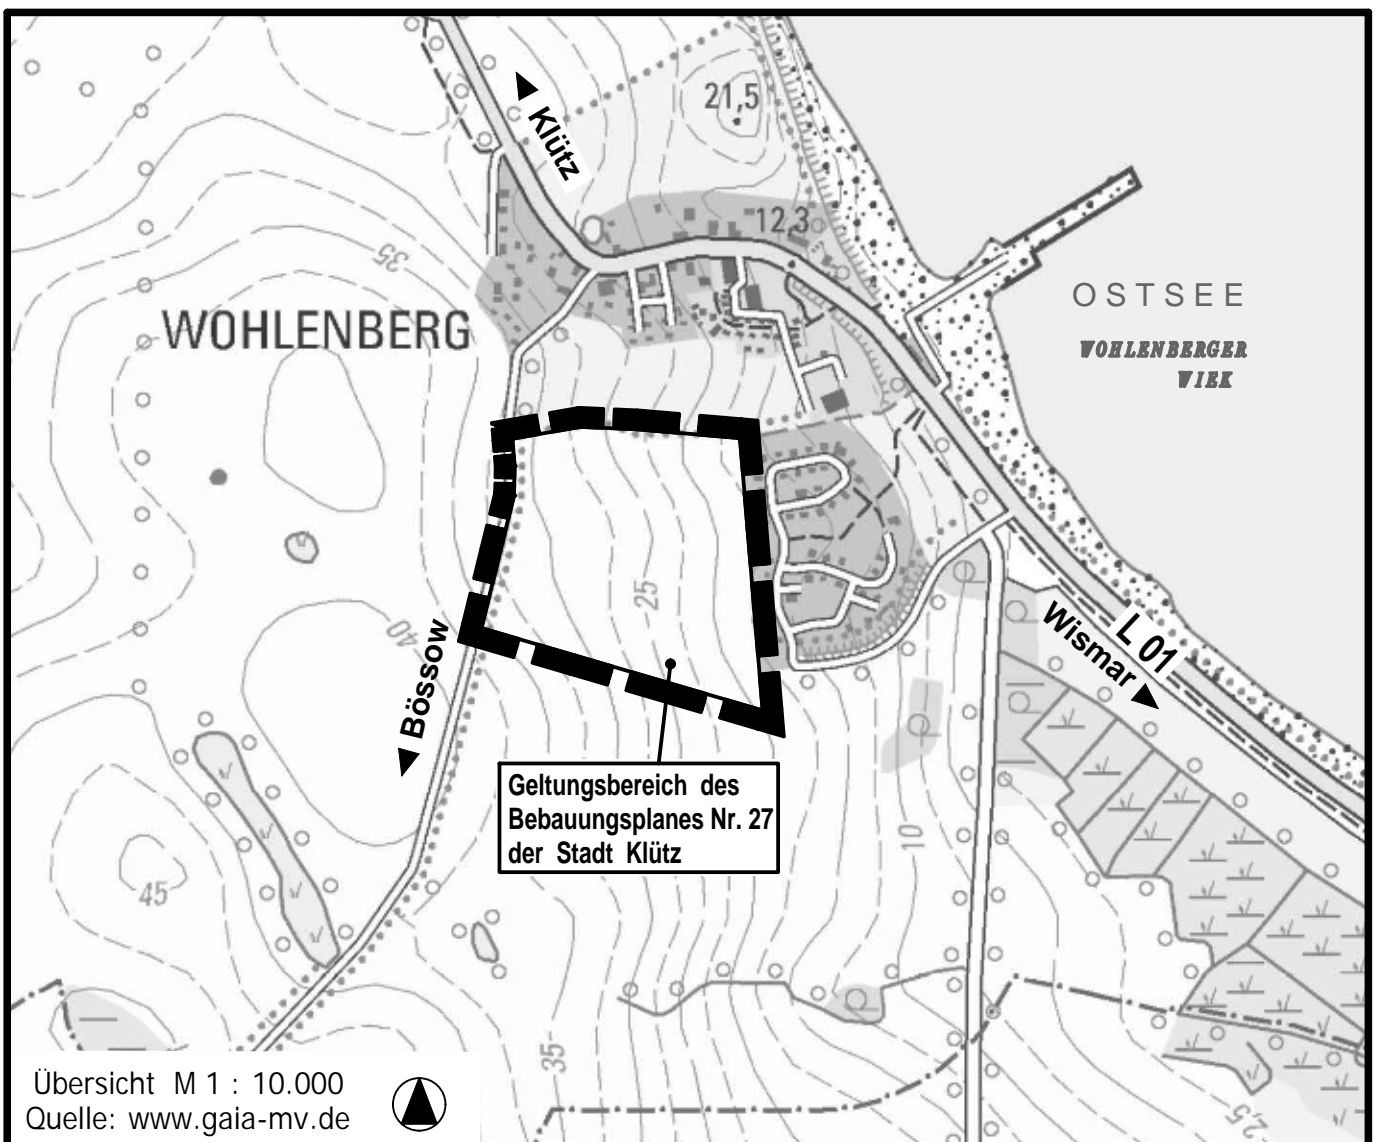 21,5
Klütz
12,3
35
OSTSEE
WOHLENBERG
WOHLENBERGER
WIEK
25
40
Bössow
Wismar
L 01
Geltungsbereich des
Bebauungsplanes Nr. 27
der Stadt Klütz
10
45
35
2,5
Übersicht M 1 : 10.000
Quelle: www.gaia-mv.de